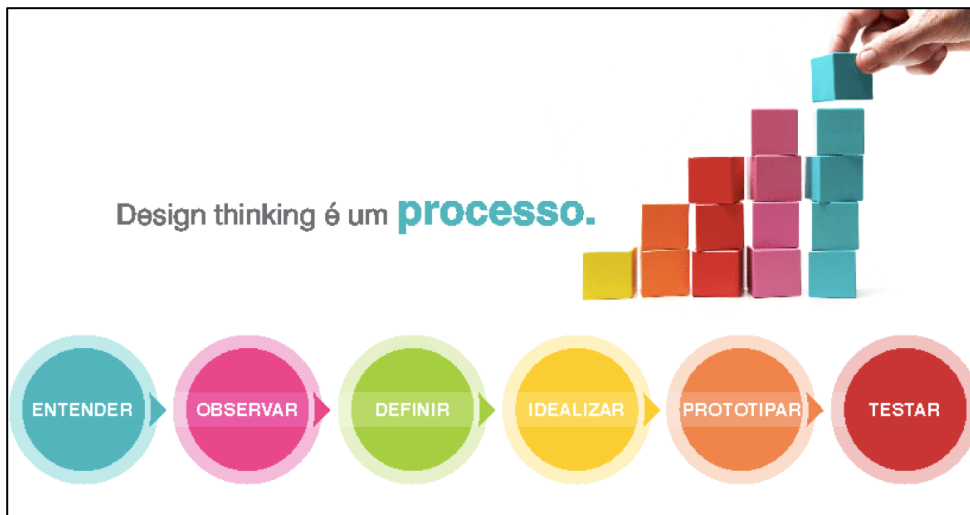 Design thinking é um processo.
ENTENDER
OBSERVAR
DEFINIR
IDEALIZAR
PROTOTIPAR
TESTAR